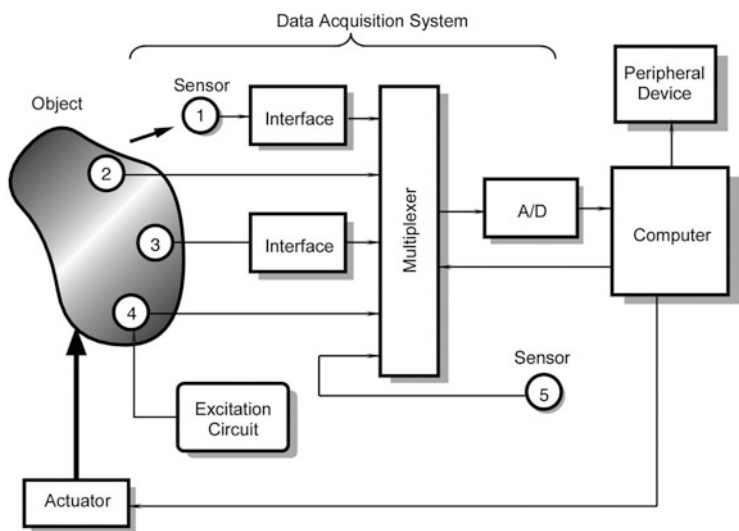 Data Acquisition System
Sensor
Object
1
Interface
Peripheral
Device
2
Multiplexer
A/D
Computer
3
Interface
4
Sensor
5
Excitation
Circuit
Actuator